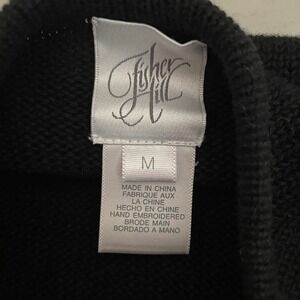 Fisher
Hill
M
MADE IN CHINA
FABRIQUE AUX
LA CHINE
HECHO EN CHINE
HAND EMBROIDERED
BRODE MAIN
BORDADO A MANO